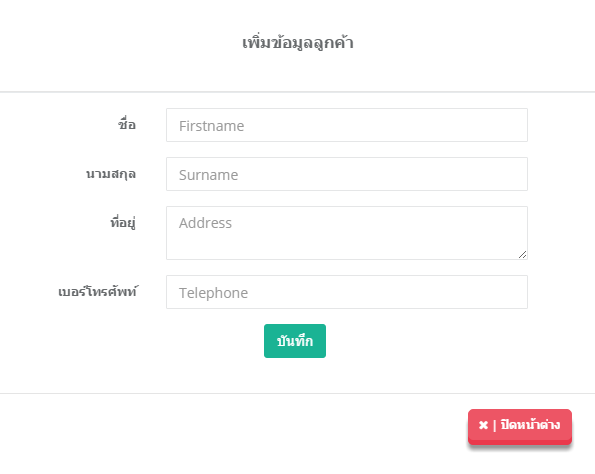 เพิ่มข้อมูลลูกค้า
ชื่อ Firstname
นามสกุล Surname
ที่อยู่ Address
เบอร์โทรศัพท์ Telephone
บันทึก
✖ | ปิดหน้าต่าง